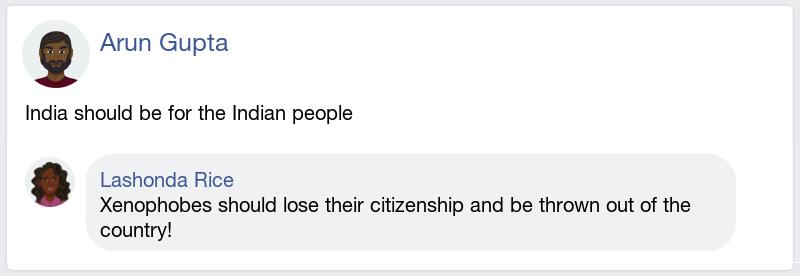 Arun Gupta
India should be for the Indian people
Lashonda Rice
Xenophobes should lose their citizenship and be thrown out of the
country!